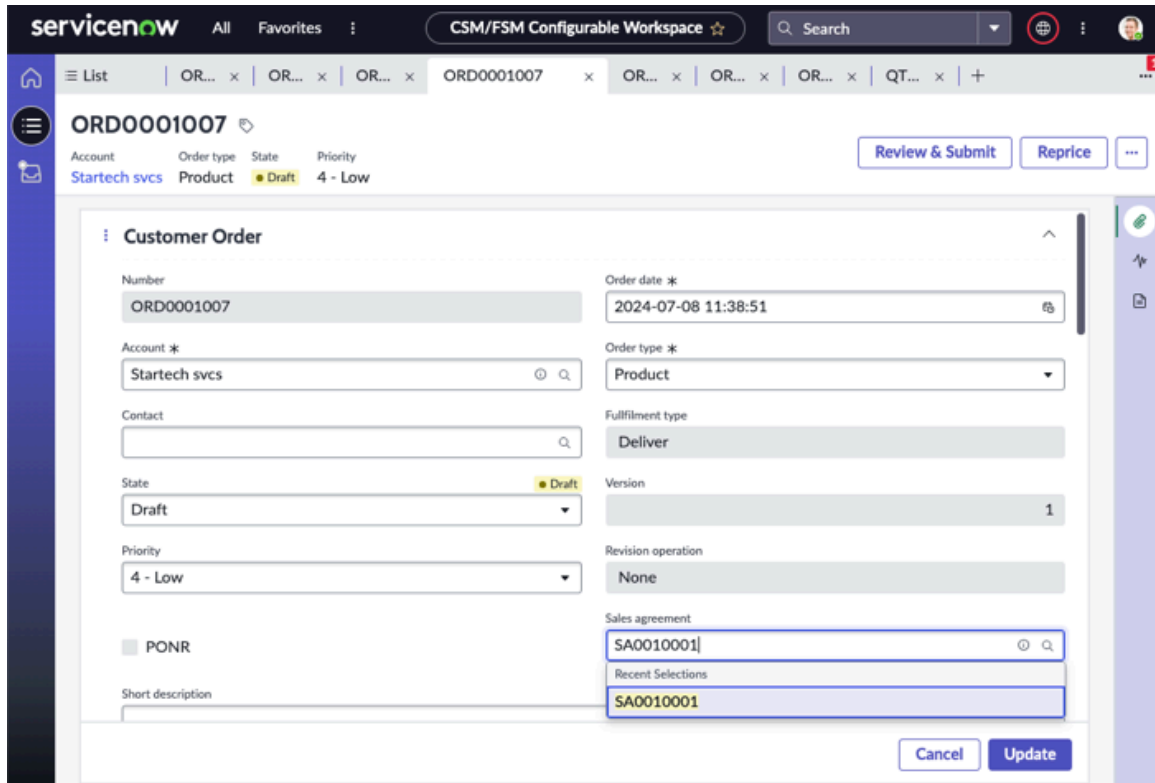 servicenow All Favorites CSM/FSM Configurable Workspace Search
List OR... OR... OR... ORD0001007 OR... OR... OR... QT...
ORD0001007
Account Order type State Priority
Startech svcs Product Draft 4 - Low
Review & Submit Reprice
Customer Order
Number
ORD0001007
Order date *
2024-07-08 11:38:51
Account *
Startech svcs
Order type *
Product
Contact
Fullfilment type
Deliver
State Draft
Draft
Version
1
Priority
4 - Low
Revision operation
None
PONR
Sales agreement
SA0010001
Recent Selections
SA0010001
Short description
Cancel Update